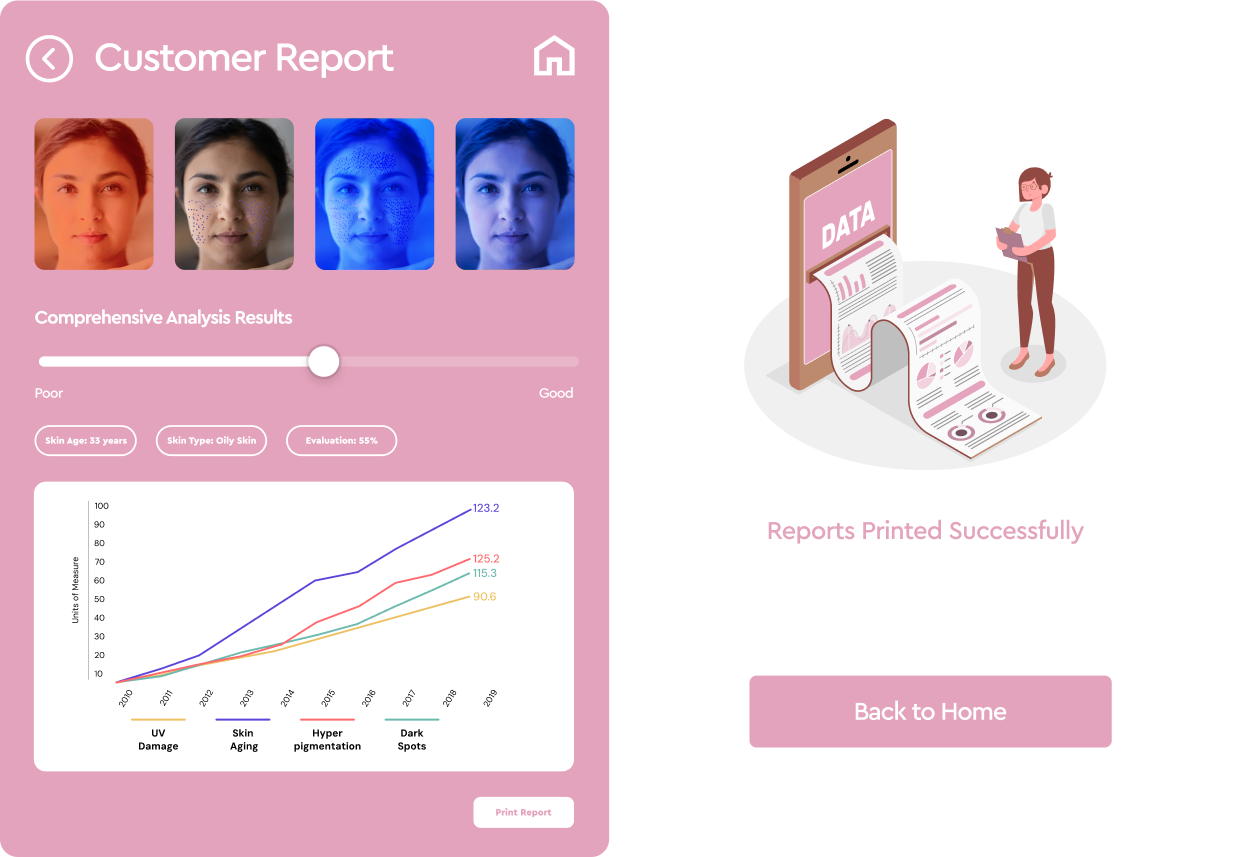 Customer Report
Comprehensive Analysis Results
Poor
Good
Skin Age: 33 years
Skin Type: Oily Skin
Evaluation: 55%
100
90
80
70
60
50
40
30
20
10
Units of Measure
123.2
125.2
115.3
90.6
2010
2011
2012
2013
2014
2015
2016
2017
2018
2019
UV
Damage
Skin
Aging
Hyper
pigmentation
Dark
Spots
Print Report
DATA
Reports Printed Successfully
Back to Home